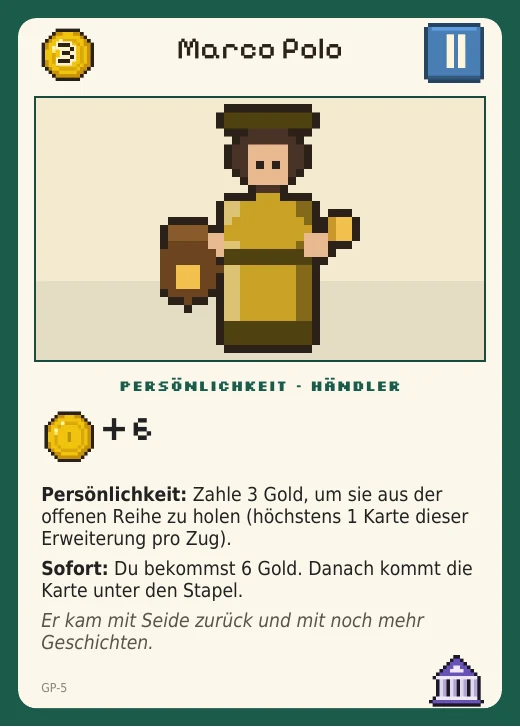 3
Marco Polo
II
PERSÖNLICHKEIT - HÄNDLER
+6
Persönlichkeit: Zahle 3 Gold, um sie aus der
offenen Reihe zu holen (höchstens 1 Karte dieser
Erweiterung pro Zug).
Sofort: Du bekommst 6 Gold. Danach kommt die
Karte unter den Stapel.
Er kam mit Seide zurück und mit noch mehr
Geschichten.
GP-5